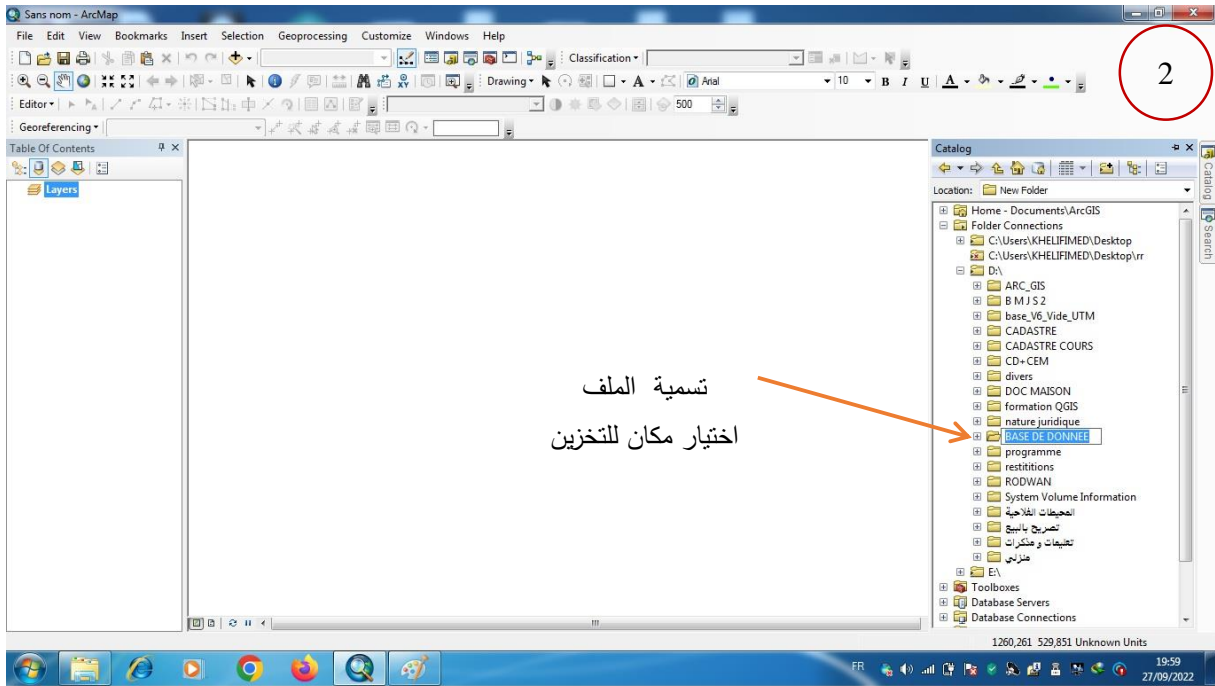 Sans nom - ArcMap
File Edit View Bookmarks Insert Selection Geoprocessing Customize Windows Help
2
Classification
Drawing A Arial 10 B I U A
Editor 500
Georeferencing
Table Of Contents
Layers
تسمية الملف
اختيار مكان للتخزين
Catalog
Location: New Folder
Home - Documents\ArcGIS
Folder Connections
C:\Users\KHELIFIMED\Desktop
C:\Users\KHELIFIMED\Desktop\rr
D:\
ARC_GIS
B M J S 2
base_V6_Vide_UTM
CADASTRE
CADASTRE COURS
CD+CEM
divers
DOC MAISON
formation QGIS
nature juridique
BASE DE DONNEE
programme
restititions
RODWAN
System Volume Information
المحيطات الفلاحية
تصريح بالبيع
تعليمات و مذكرات
منزلي
E:\
Toolboxes
Database Servers
Database Connections
Catalog
Search
1260,261 529,851 Unknown Units
FR
19:59
27/09/2022